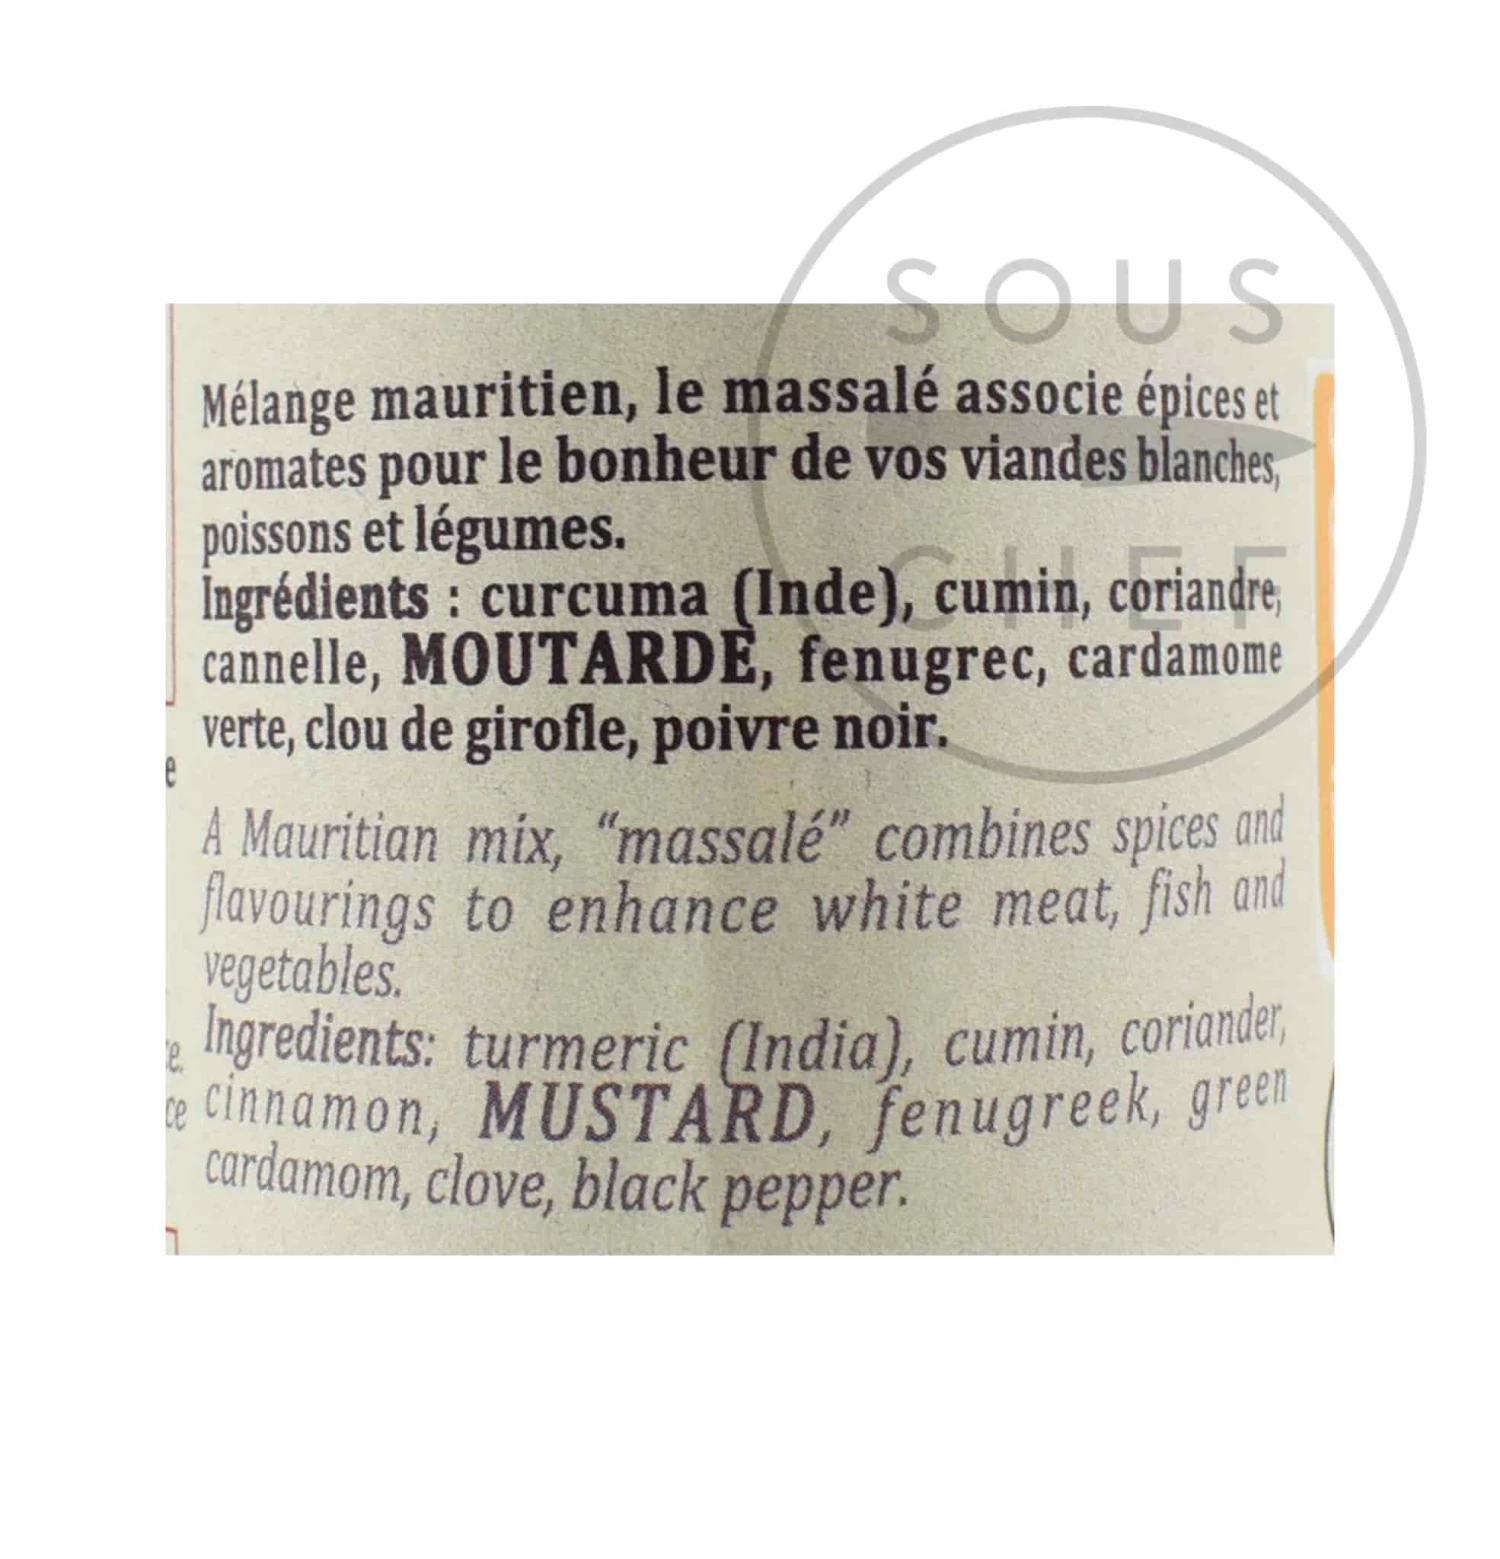 SOUS
CHEF
Mélange mauritien, le massalé associe épices et
aromates pour le bonheur de vos viandes blanches,
poissons et légumes.
Ingrédients : curcuma (Inde), cumin, coriandre,
cannelle, MOUTARDE, fenugrec, cardamome
verte, clou de girofle, poivre noir.
A Mauritian mix, “massalé” combines spices and
flavourings to enhance white meat, fish and
vegetables.
Ingredients: turmeric (India), cumin, coriander,
cinnamon, MUSTARD, fenugreek, green
cardamom, clove, black pepper.